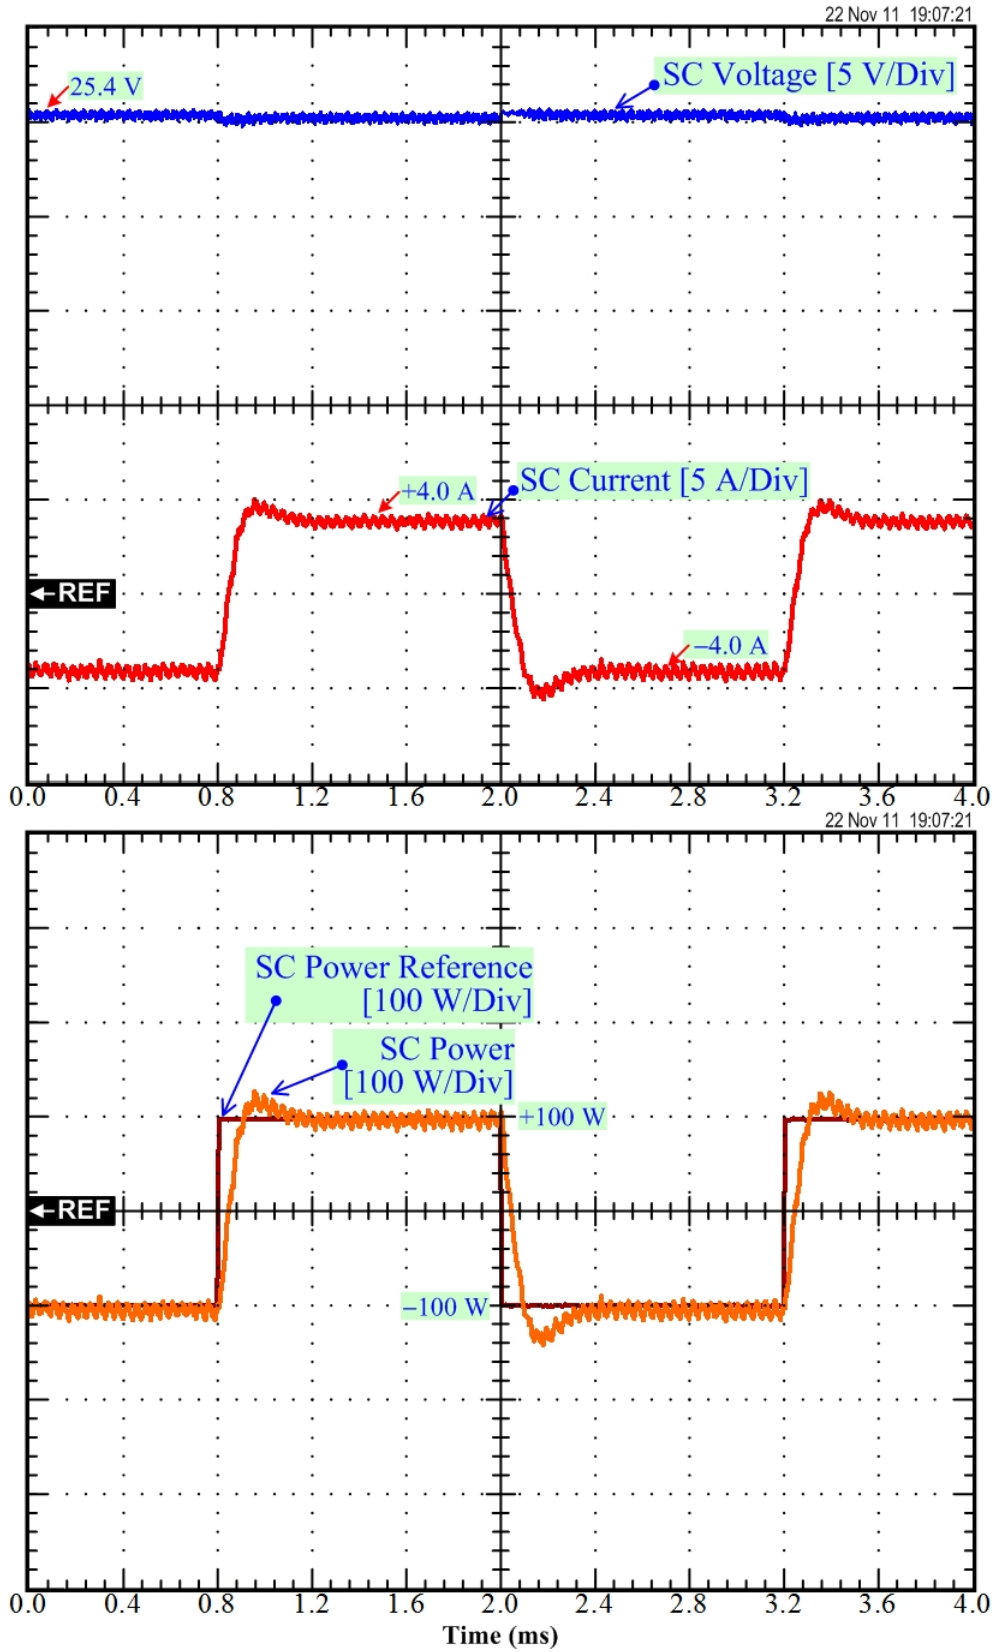 22 Nov 11 19:07:21
25.4 V
SC Voltage [5 V/Div]
+4.0 A
SC Current [5 A/Div]
←REF
−4.0 A
0.0 0.4 0.8 1.2 1.6 2.0 2.4 2.8 3.2 3.6 4.0
22 Nov 11 19:07:21
SC Power Reference
[100 W/Div]
SC Power
[100 W/Div]
+100 W
←REF
−100 W
0.0 0.4 0.8 1.2 1.6 2.0 2.4 2.8 3.2 3.6 4.0
Time (ms)